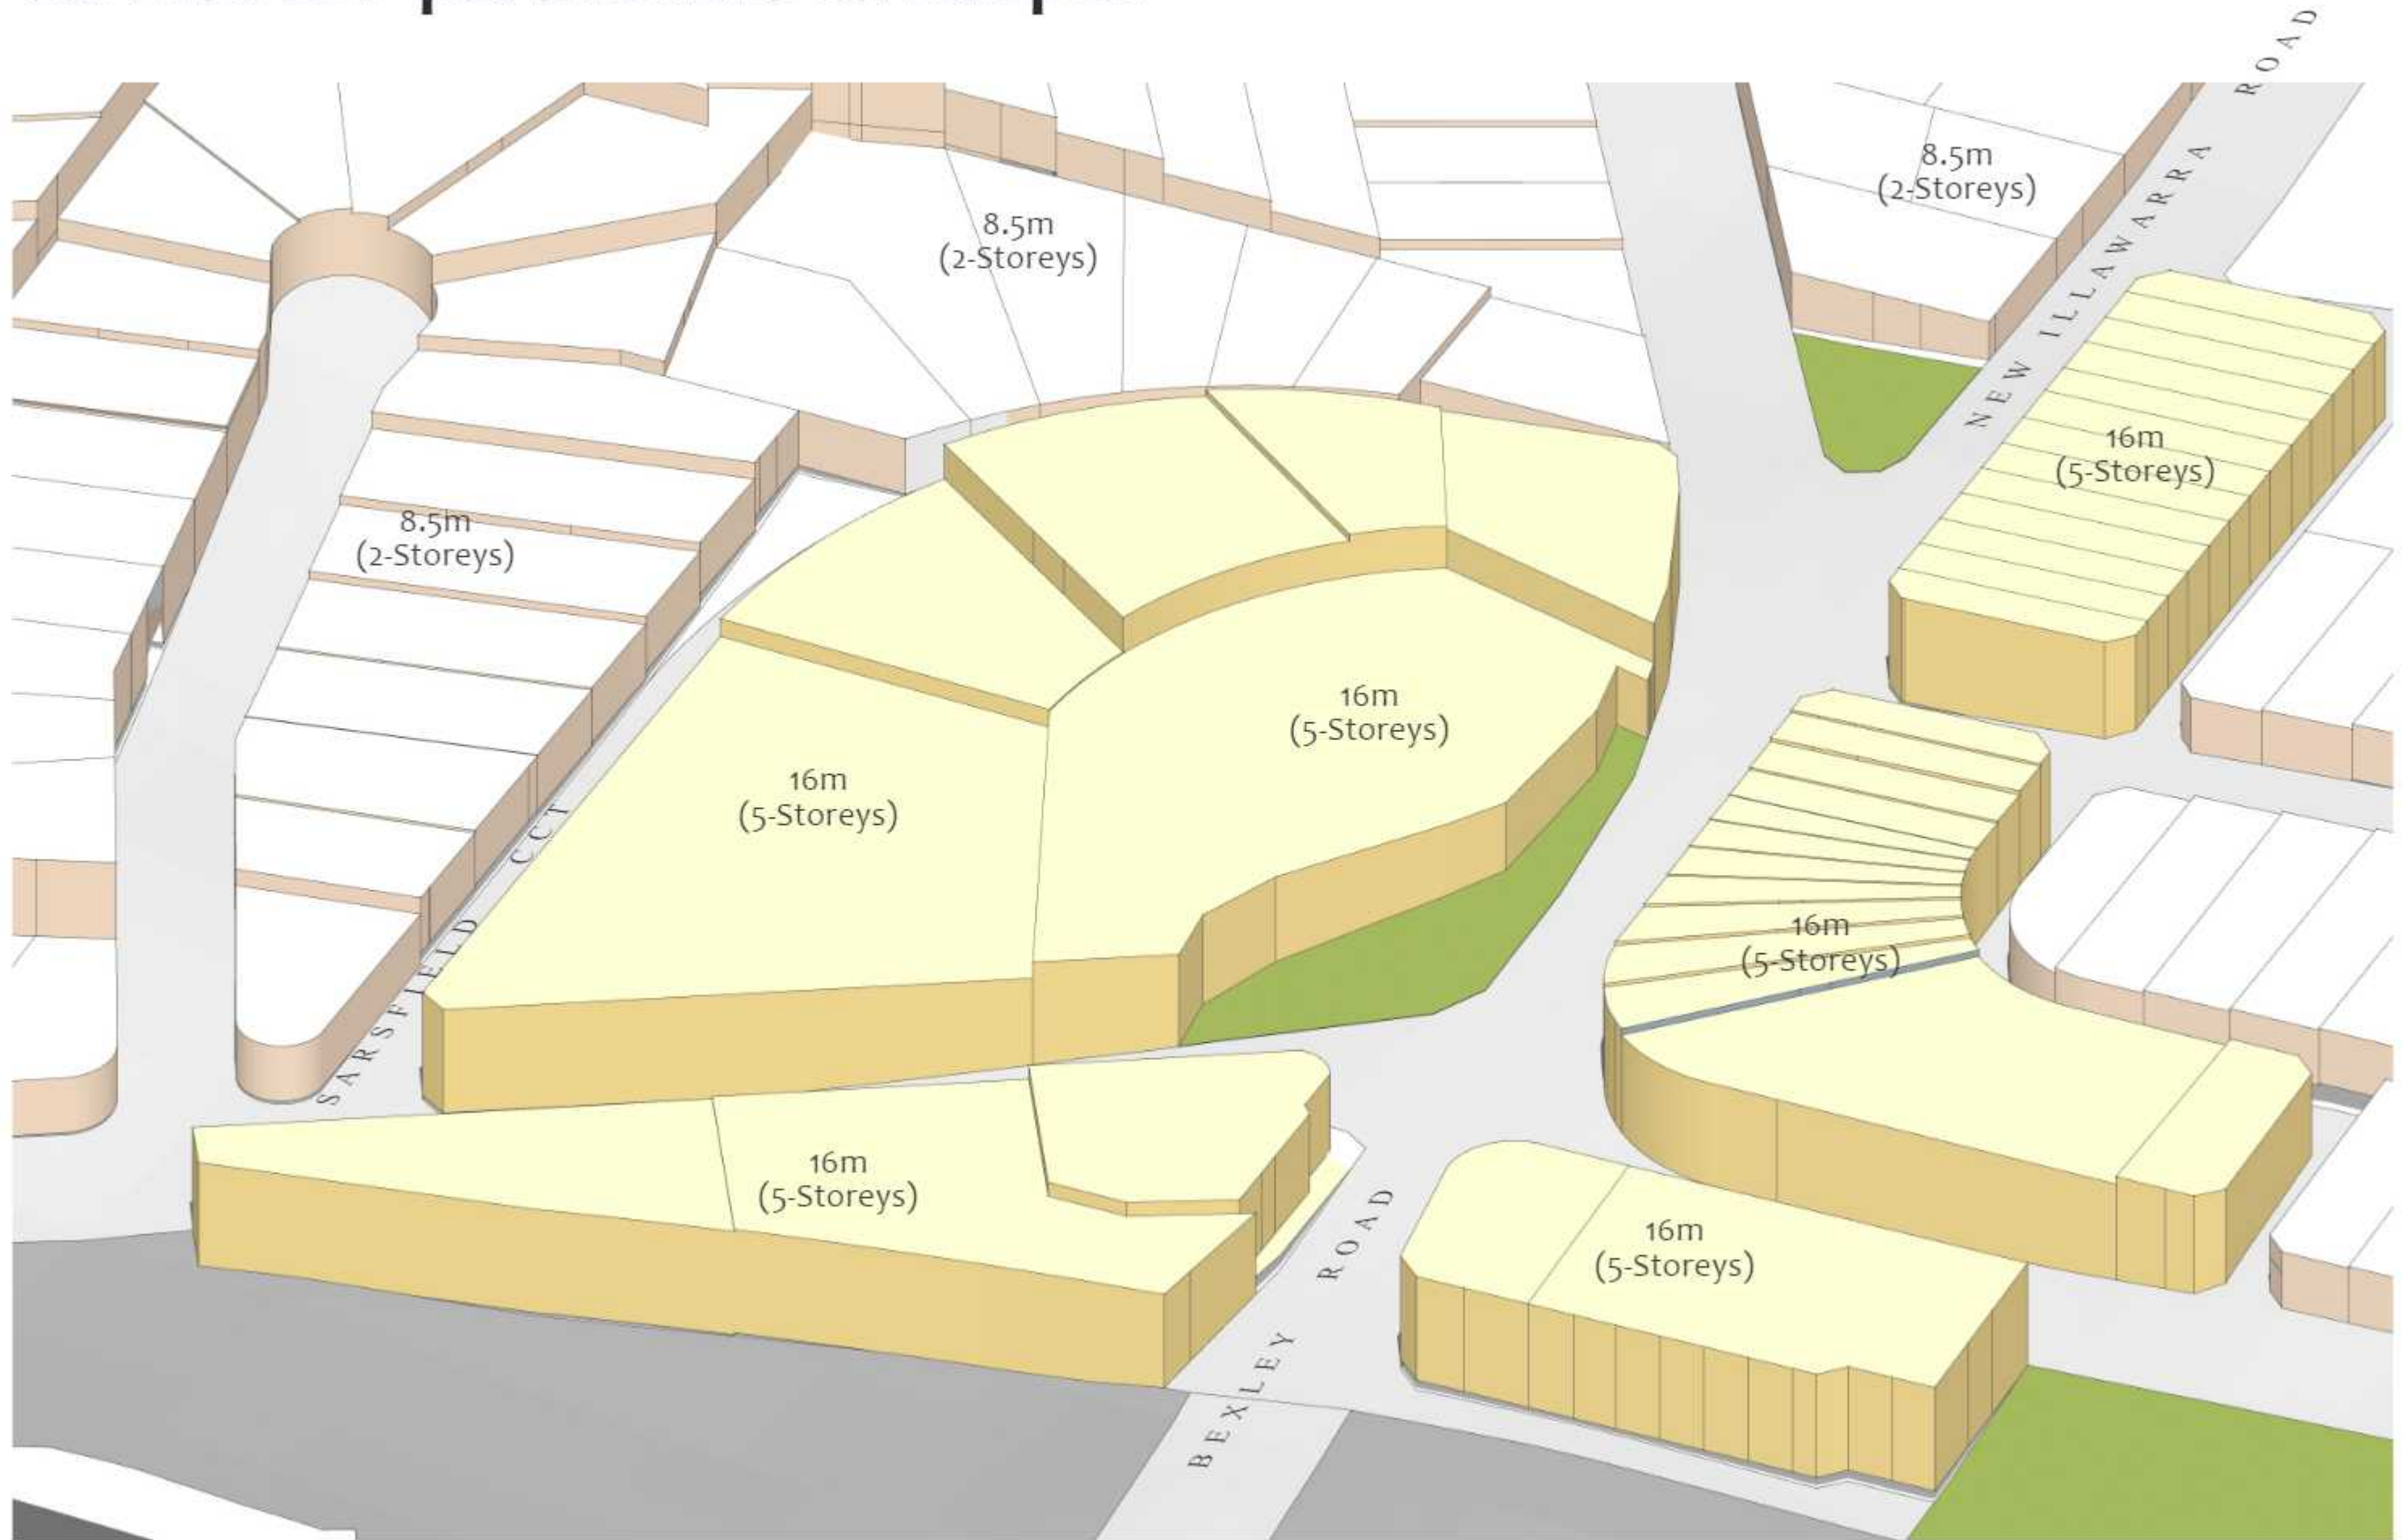 ROAD
NEW ILLAWARRA
8.5m
(2-Storeys)
8.5m
(2-Storeys)
16m
(5-Storeys)
8.5m
(2-Storeys)
16m
(5-Storeys)
16m
(5-Storeys)
16m
(5-Storeys)
SARSFIELD CCT
16m
(5-Storeys)
16m
(5-Storeys)
BEXLEY ROAD